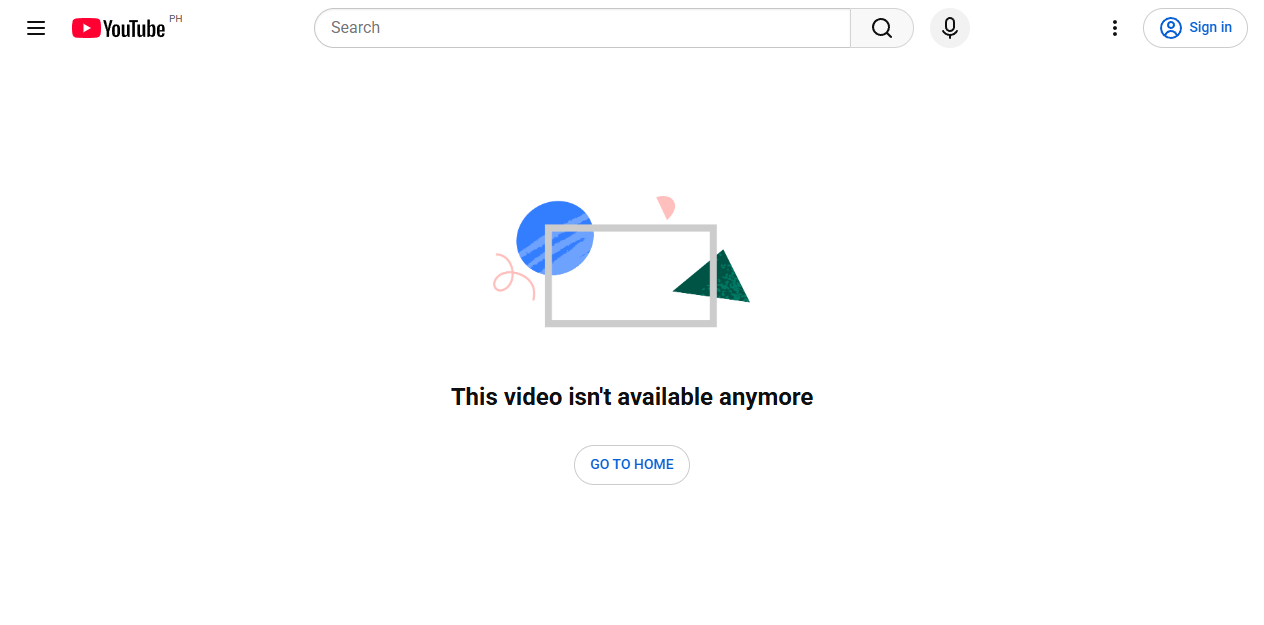 YouTube PH
Search
Sign in
This video isn't available anymore
GO TO HOME